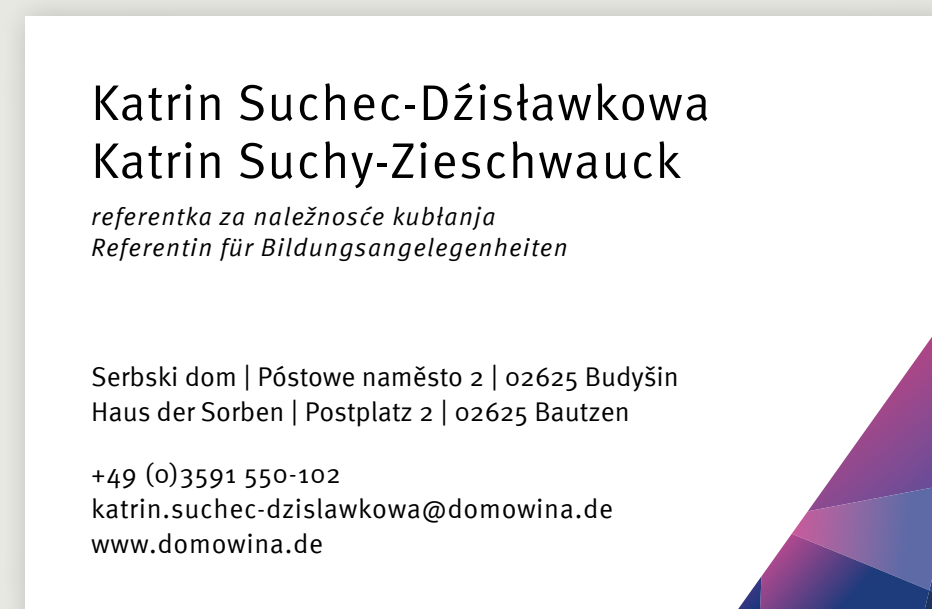 Katrin Suchec-Dźisławkowa
Katrin Suchy-Zieschwauck
referentka za naležnosće kubłanja
Referentin für Bildungsangelegenheiten
Serbski dom | Póstowe naměsto 2 | 02625 Budyšin
Haus der Sorben | Postplatz 2 | 02625 Bautzen
+49 (0)3591 550-102
katrin.suchec-dzislawkowa@domowina.de
www.domowina.de